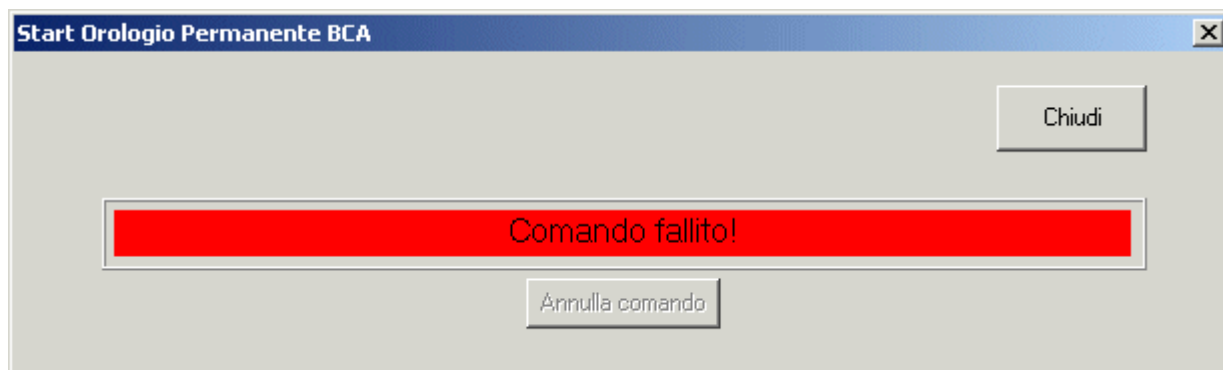 Start Orologio Permanente BCA
Chiudi
Comando fallito!
Annulla comando